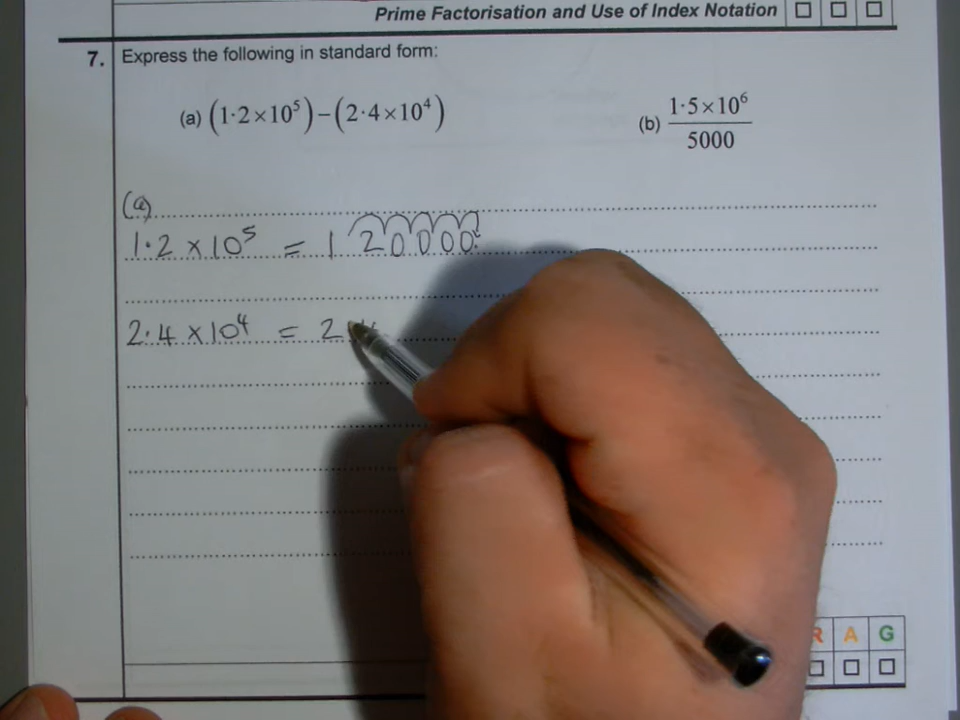 Prime Factorisation and Use of Index Notation
7. Express the following in standard form:
(a) (1·2×10⁵)−(2·4×10⁴)
(b) 1·5×10⁶
5000
(a)
1·2 ×10⁵ = 120000
2·4 ×10⁴ = 2
R A G